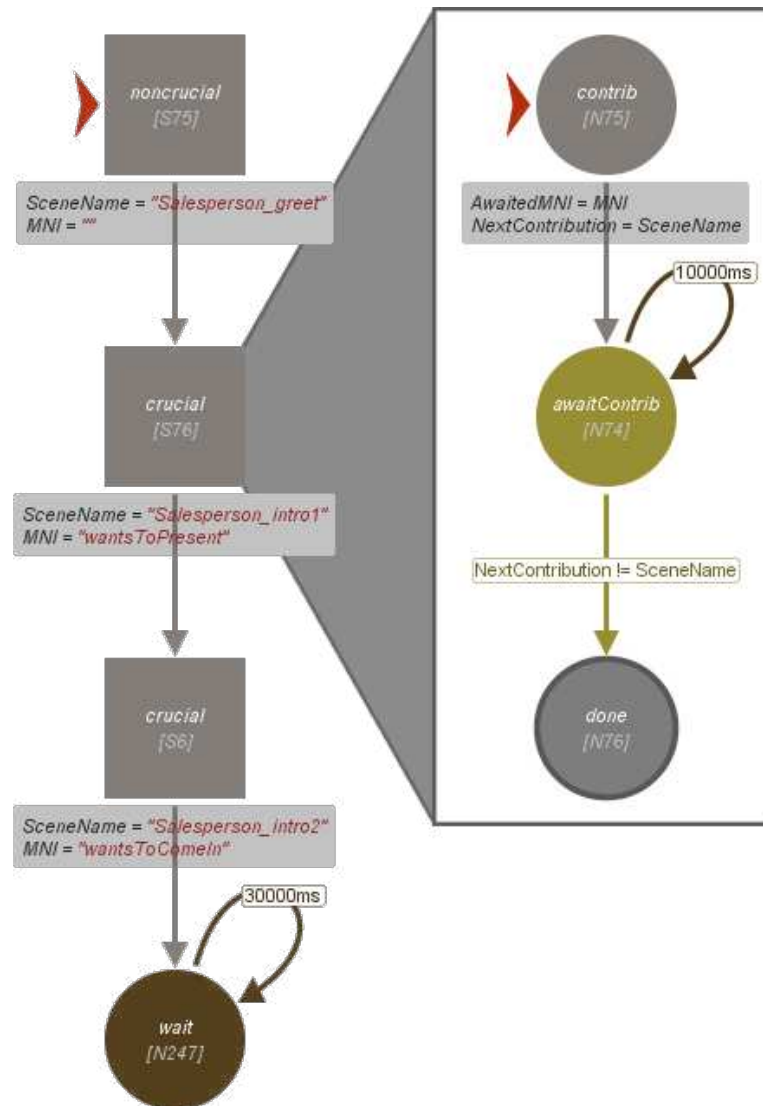 noncrucial
[S75]
SceneName = "Salesperson_greet"
MNI = ""
crucial
[S76]
SceneName = "Salesperson_intro1"
MNI = "wantsToPresent"
crucial
[S6]
SceneName = "Salesperson_intro2"
MNI = "wantsToComeIn"
30000ms
wait
[N247]
contrib
[N75]
AwaitedMNI = MNI
NextContribution = SceneName
10000ms
awaitContrib
[N74]
NextContribution != SceneName
done
[N76]